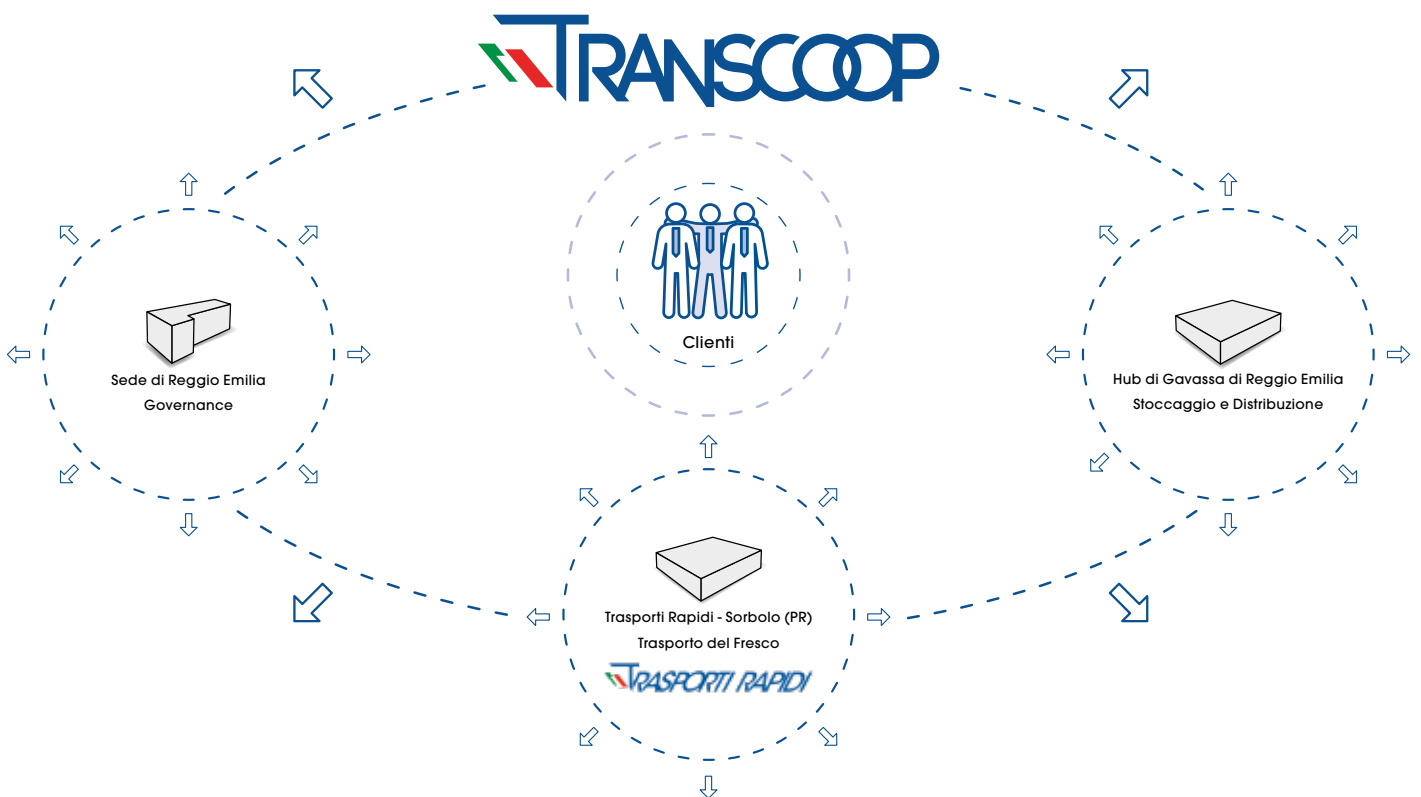 TRANSCOOP
Clienti
Sede di Reggio Emilia
Governance
Hub di Gavassa di Reggio Emilia
Stoccaggio e Distribuzione
Trasporti Rapidi - Sorbolo (PR)
Trasporto del Fresco
TRASPORTI RAPIDI